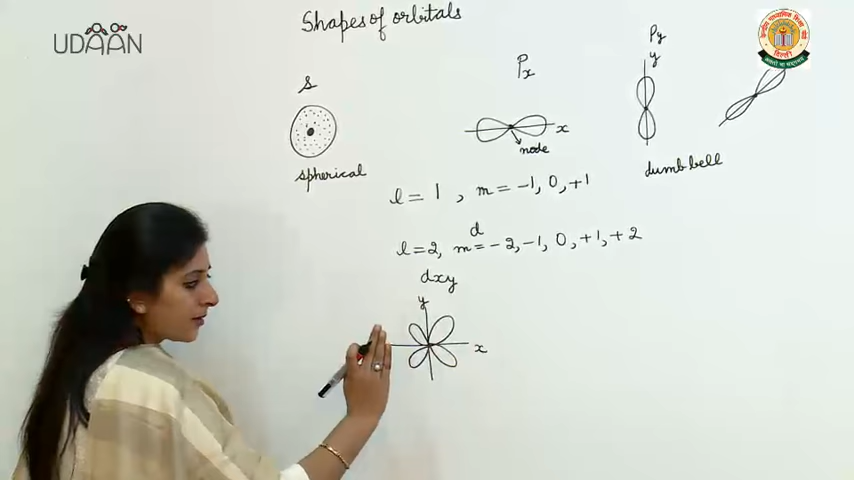 Shapes of orbitals
UDAAN
s
Px
Py
y
x
node
spherical
dumb bell
l = 1 , m = -1, 0, +1
d
l = 2, m = -2, -1, 0, +1, +2
dxy
y
x